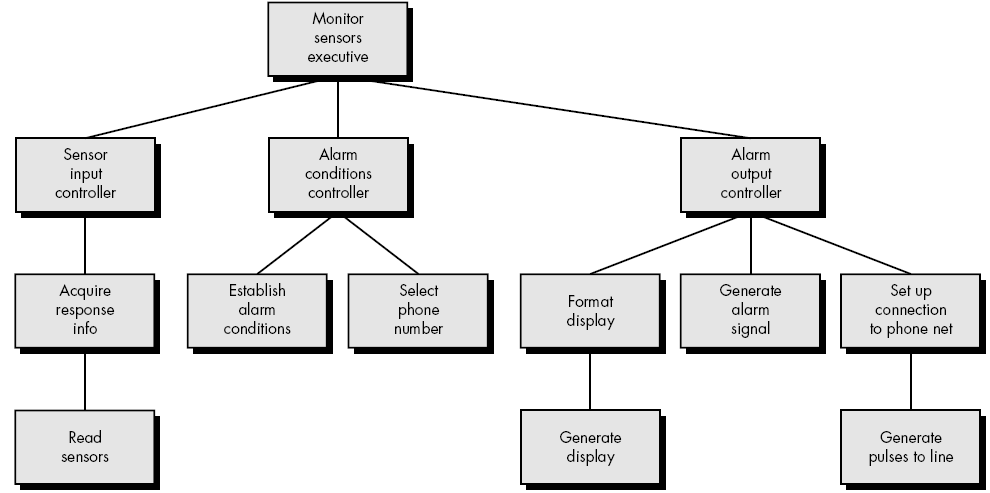 Monitor
sensors
executive
Sensor
input
controller
Alarm
conditions
controller
Alarm
output
controller
Acquire
response
info
Establish
alarm
conditions
Select
phone
number
Format
display
Generate
alarm
signal
Set up
connection
to phone net
Read
sensors
Generate
display
Generate
pulses to line